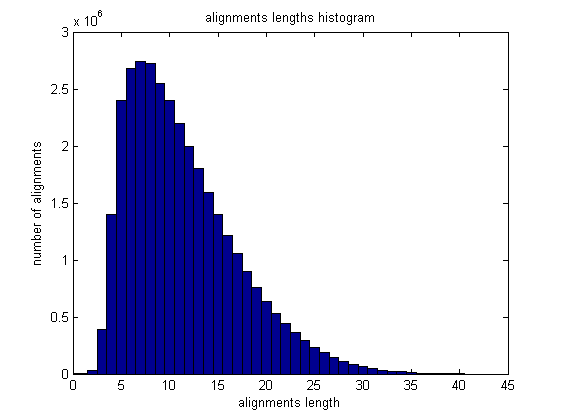 alignments lengths histogram
x 10^6
3
2.5
2
1.5
1
0.5
0
number of alignments
0 5 10 15 20 25 30 35 40 45
alignments length